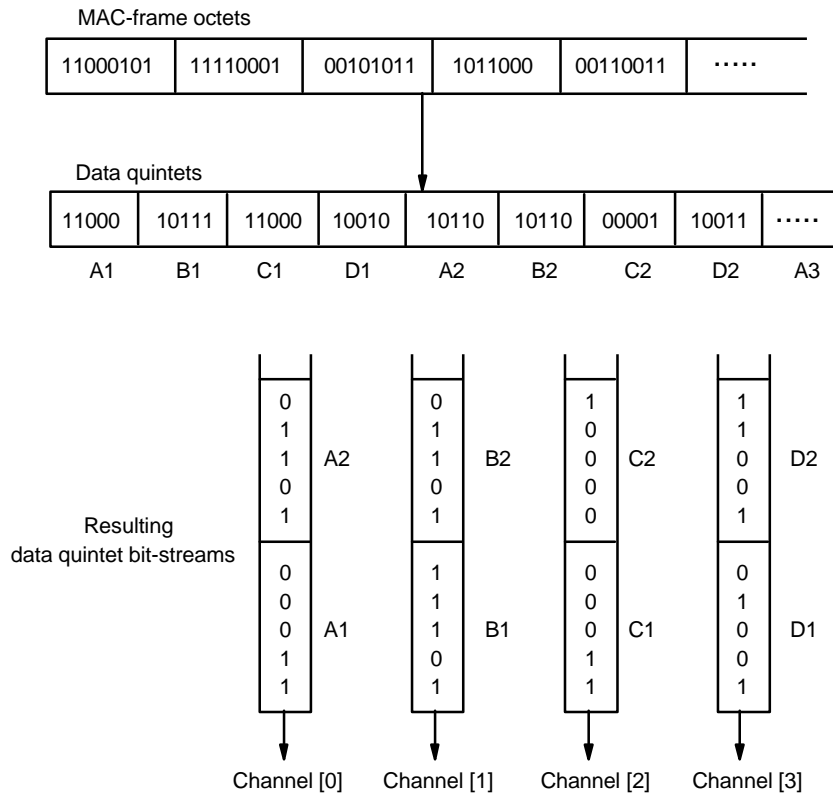 MAC-frame octets
11000101 11110001 00101011 1011000 00110011 .....
Data quintets
11000 10111 11000 10010 10110 10110 00001 10011 .....
A1 B1 C1 D1 A2 B2 C2 D2 A3
0 0 1 1
1 1 0 1
1 A2 1 B2 0 C2 0 D2
0 0 0 0
1 1 0 1
Resulting
data quintet bit-streams
0 1 0 0
0 1 0 1
0 A1 1 B1 0 C1 0 D1
1 0 1 0
1 1 1 1
Channel [0] Channel [1] Channel [2] Channel [3]